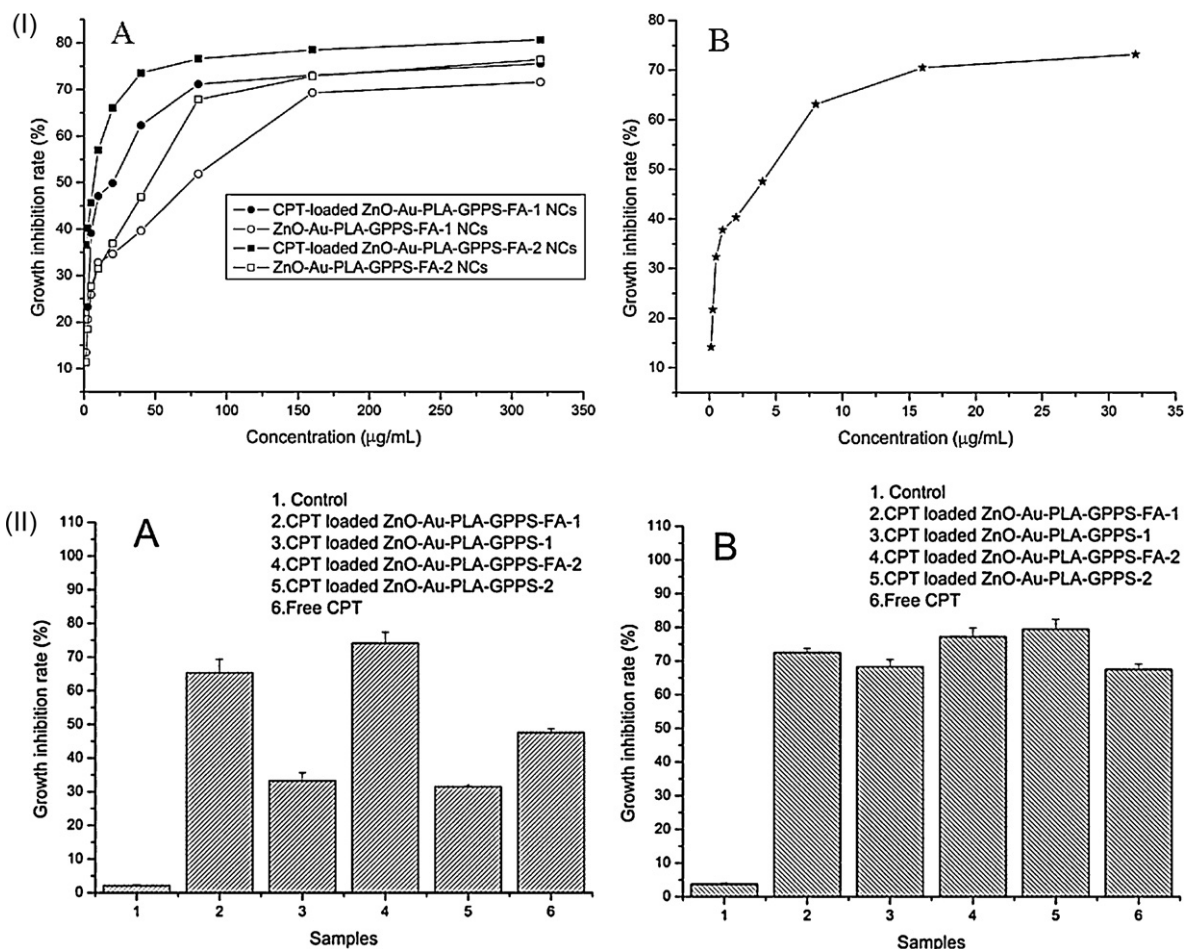 (I)
A
Growth inhibition rate (%)
80
70
60
50
40
30
20
10
CPT-loaded ZnO-Au-PLA-GPPS-FA-1 NCs
ZnO-Au-PLA-GPPS-FA-1 NCs
CPT-loaded ZnO-Au-PLA-GPPS-FA-2 NCs
ZnO-Au-PLA-GPPS-FA-2 NCs
0 50 100 150 200 250 300 350
Concentration (μg/mL)
B
Growth inhibition rate (%)
80
70
60
50
40
30
20
10
0 5 10 15 20 25 30 35
Concentration (μg/mL)
(II)
A
1. Control
2.CPT loaded ZnO-Au-PLA-GPPS-FA-1
3.CPT loaded ZnO-Au-PLA-GPPS-1
4.CPT loaded ZnO-Au-PLA-GPPS-FA-2
5.CPT loaded ZnO-Au-PLA-GPPS-2
6.Free CPT
Growth inhibition rate (%)
110
100
90
80
70
60
50
40
30
20
10
0
1 2 3 4 5 6
Samples
B
1. Control
2.CPT loaded ZnO-Au-PLA-GPPS-FA-1
3.CPT loaded ZnO-Au-PLA-GPPS-1
4.CPT loaded ZnO-Au-PLA-GPPS-FA-2
5.CPT loaded ZnO-Au-PLA-GPPS-2
6.Free CPT
Growth inhibition rate (%)
110
100
90
80
70
60
50
40
30
20
10
0
1 2 3 4 5 6
Samples